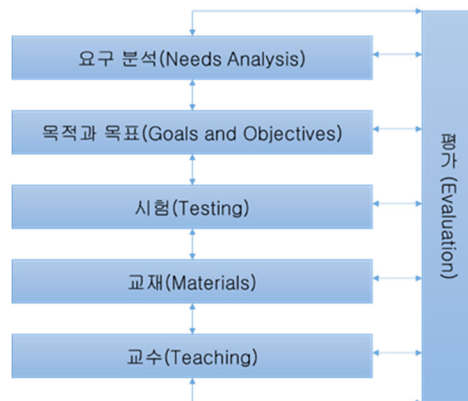 요구 분석(Needs Analysis)
목적과 목표(Goals and Objectives)
시험(Testing)
교재(Materials)
교수(Teaching)
평가 (Evaluation)